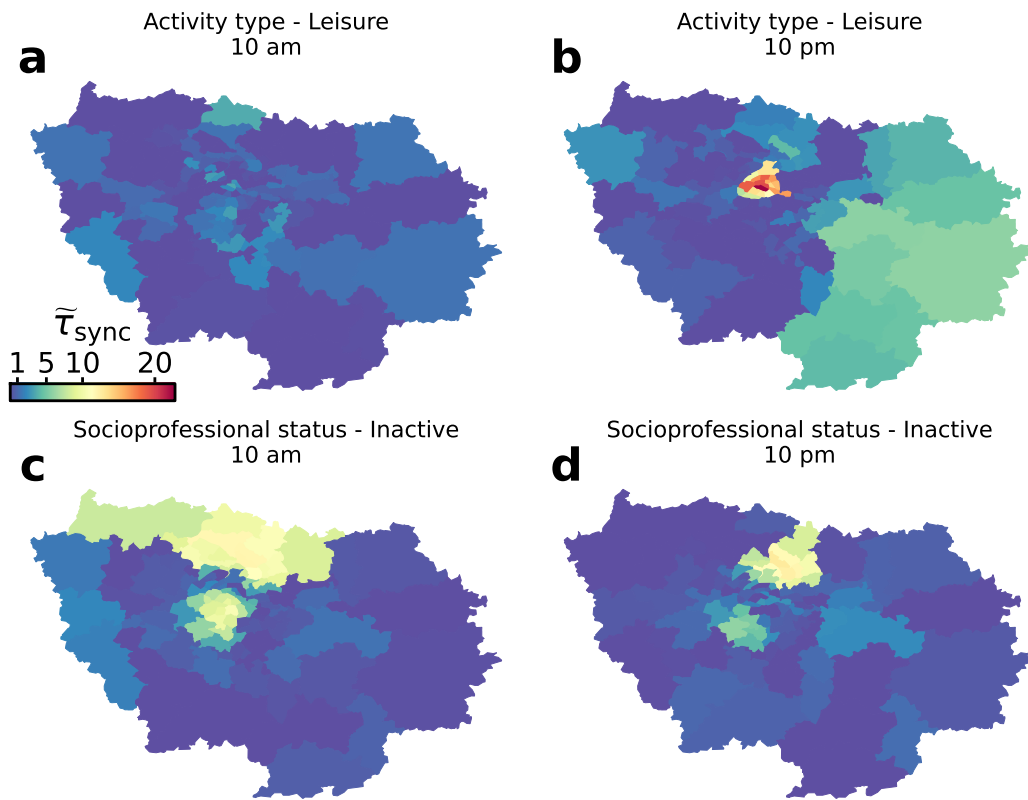 Activity type - Leisure
10 am
a
Activity type - Leisure
10 pm
b
τ̃sync
1 5 10 20
Socioprofessional status - Inactive
10 am
c
Socioprofessional status - Inactive
10 pm
d